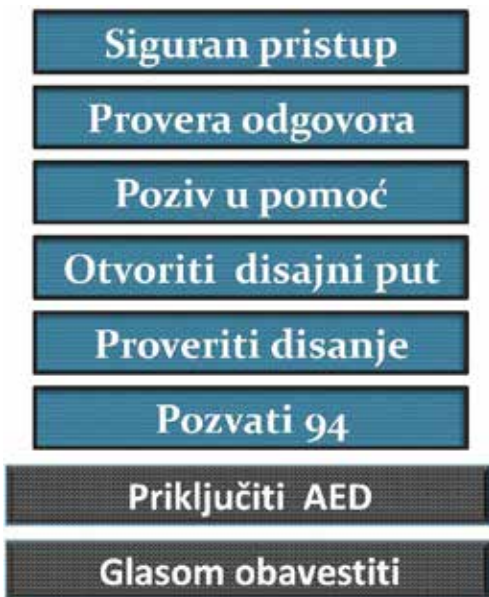 Siguran pristup
Provera odgovora
Poziv u pomoć
Otvoriti disajni put
Proveriti disanje
Pozvati 94
Priključiti AED
Glasom obavestiti